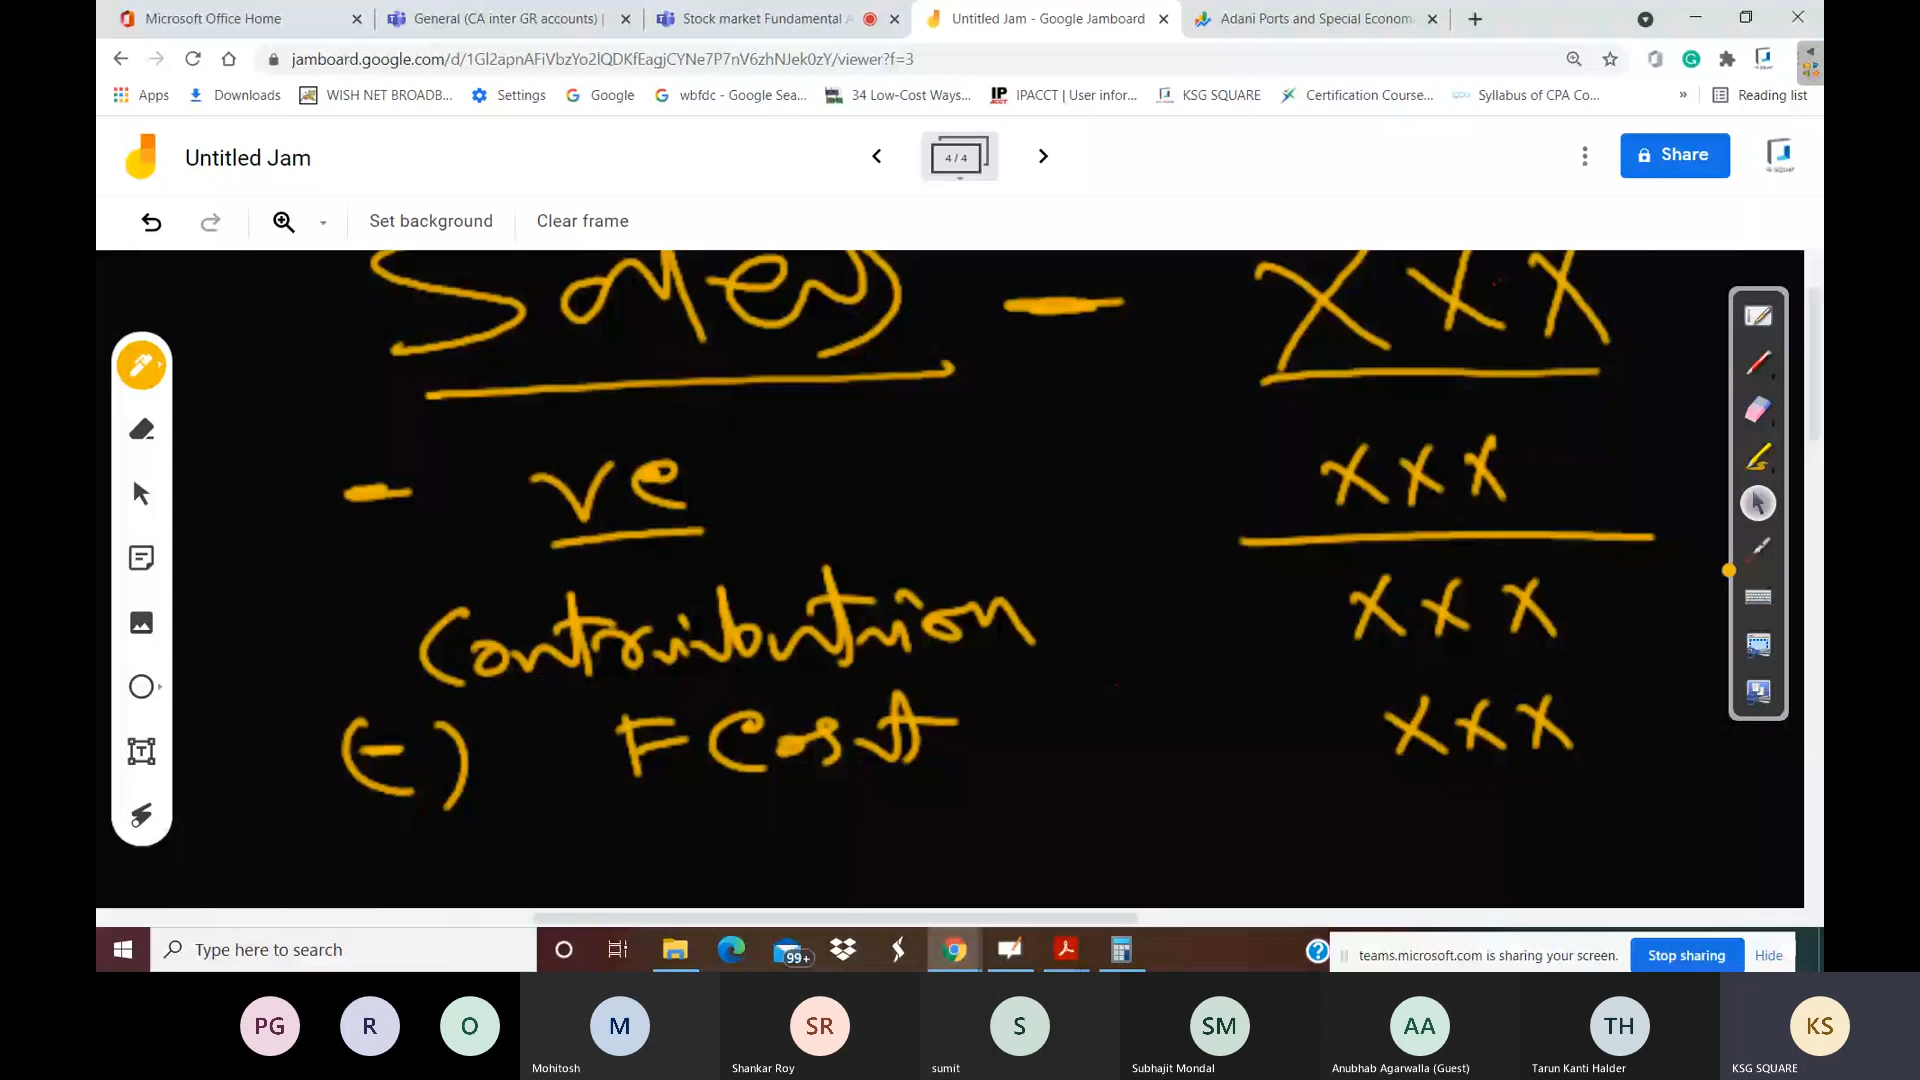 Microsoft Office Home
General (CA inter GR accounts) |
Stock market Fundamental A
Untitled Jam - Google Jamboard
Adani Ports and Special Econom
jamboard.google.com/d/1Gl2apnAFiVbzYo2lQDKfEagjCYNe7P7nV6zhNJek0zY/viewer?f=3
Apps
Downloads
WISH NET BROADB...
Settings
Google
wbfdc - Google Sea...
34 Low-Cost Ways...
IPACCT | User infor...
KSG SQUARE
Certification Course...
Syllabus of CPA Co...
»
Reading list
Untitled Jam
4 / 4
Share
Set background
Clear frame
Sales - XXX
- ve xxx
Contribution xxx
(-) F Cost xxx
Type here to search
99+
teams.microsoft.com is sharing your screen.
Stop sharing
Hide
PG
R
O
M
SR
S
SM
AA
TH
KS
Mohitosh
Shankar Roy
sumit
Subhajit Mondal
Anubhab Agarwalla (Guest)
Tarun Kanti Halder
KSG SQUARE